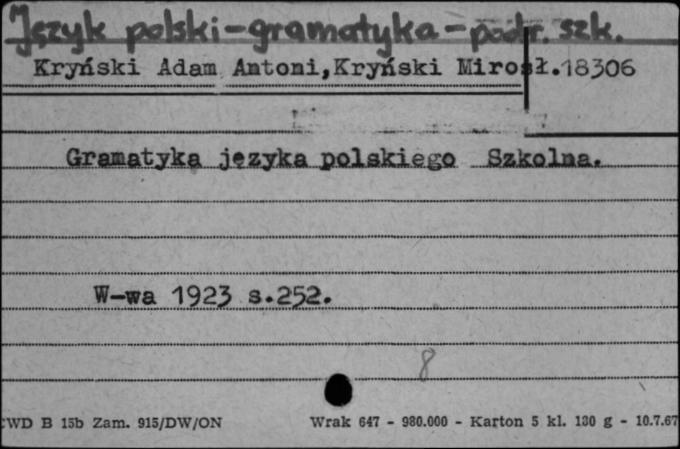 Język polski-gramatyka-podr. szk.
Kryński Adam Antoni,Kryński Mirosł.18306
Gramatyka języka polskiego Szkolna.
W-wa 1923 s.252.
8
CWD B 15b Zam. 915/DW/ON Wrak 647 - 980.000 - Karton 5 kl. 130 g - 10.7.67